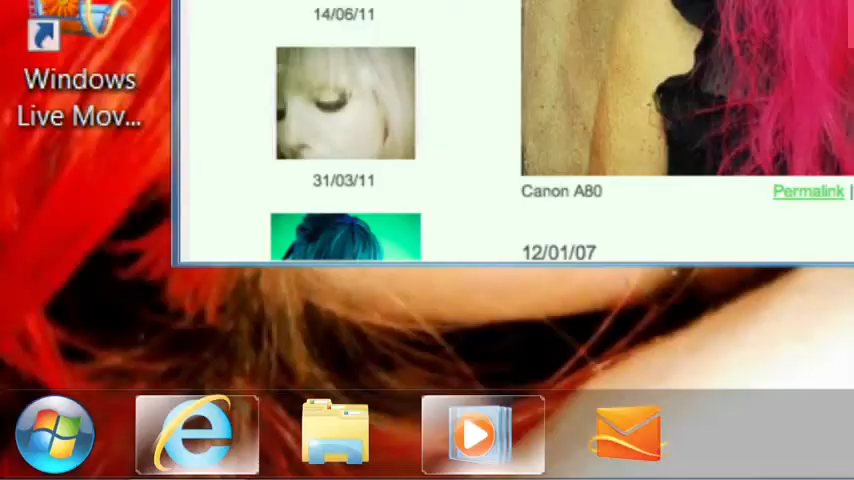 14/06/11
Windows
Live Mov...
31/03/11
Canon A80
Permalink |
12/01/07